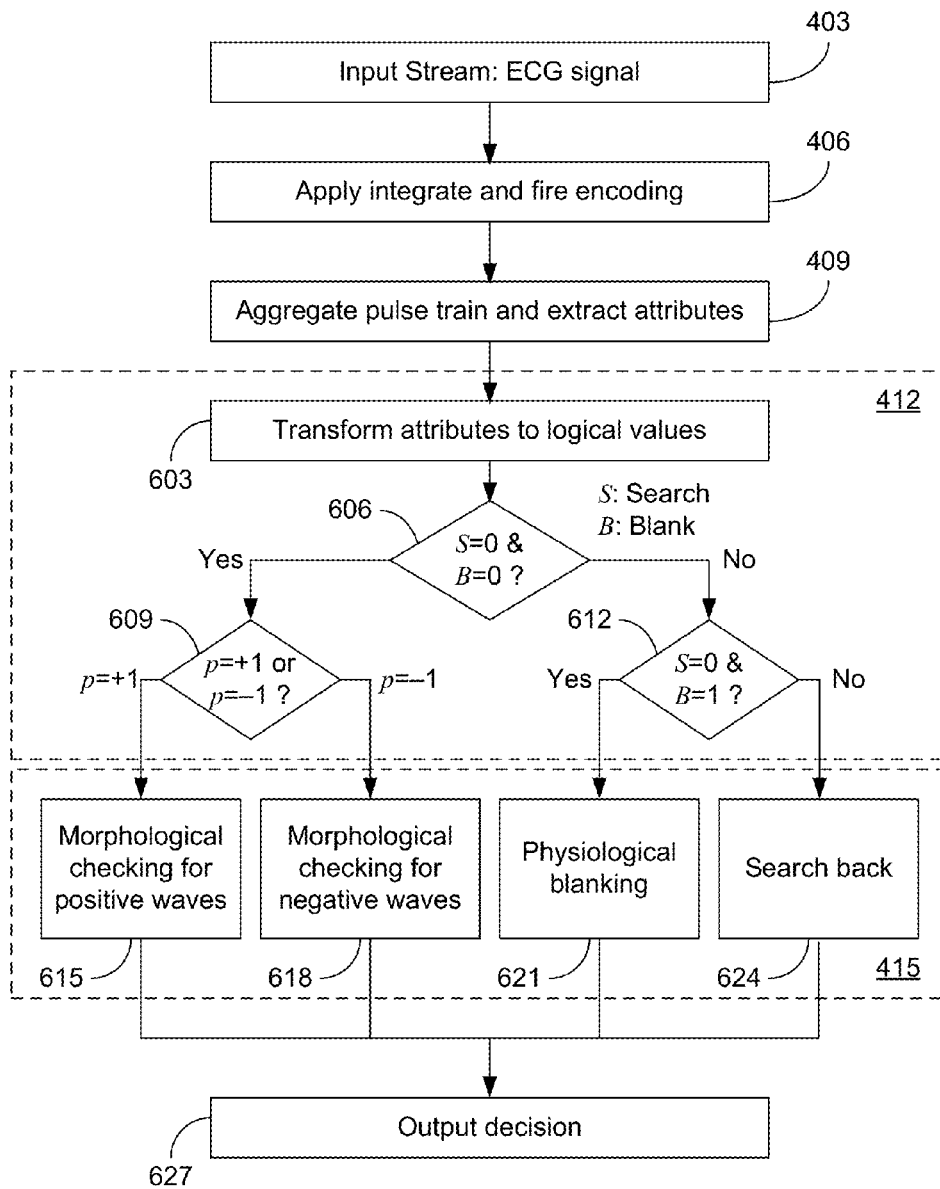 403
Input Stream: ECG signal
406
Apply integrate and fire encoding
409
Aggregate pulse train and extract attributes
412
Transform attributes to logical values
603
S: Search
B: Blank
606
S=0 &
B=0 ?
Yes
No
609
p=+1 or
p=−1 ?
p=+1
p=−1
612
S=0 &
B=1 ?
Yes
No
Morphological
checking for
positive waves
Morphological
checking for
negative waves
Physiological
blanking
Search back
615
618
621
624
415
Output decision
627